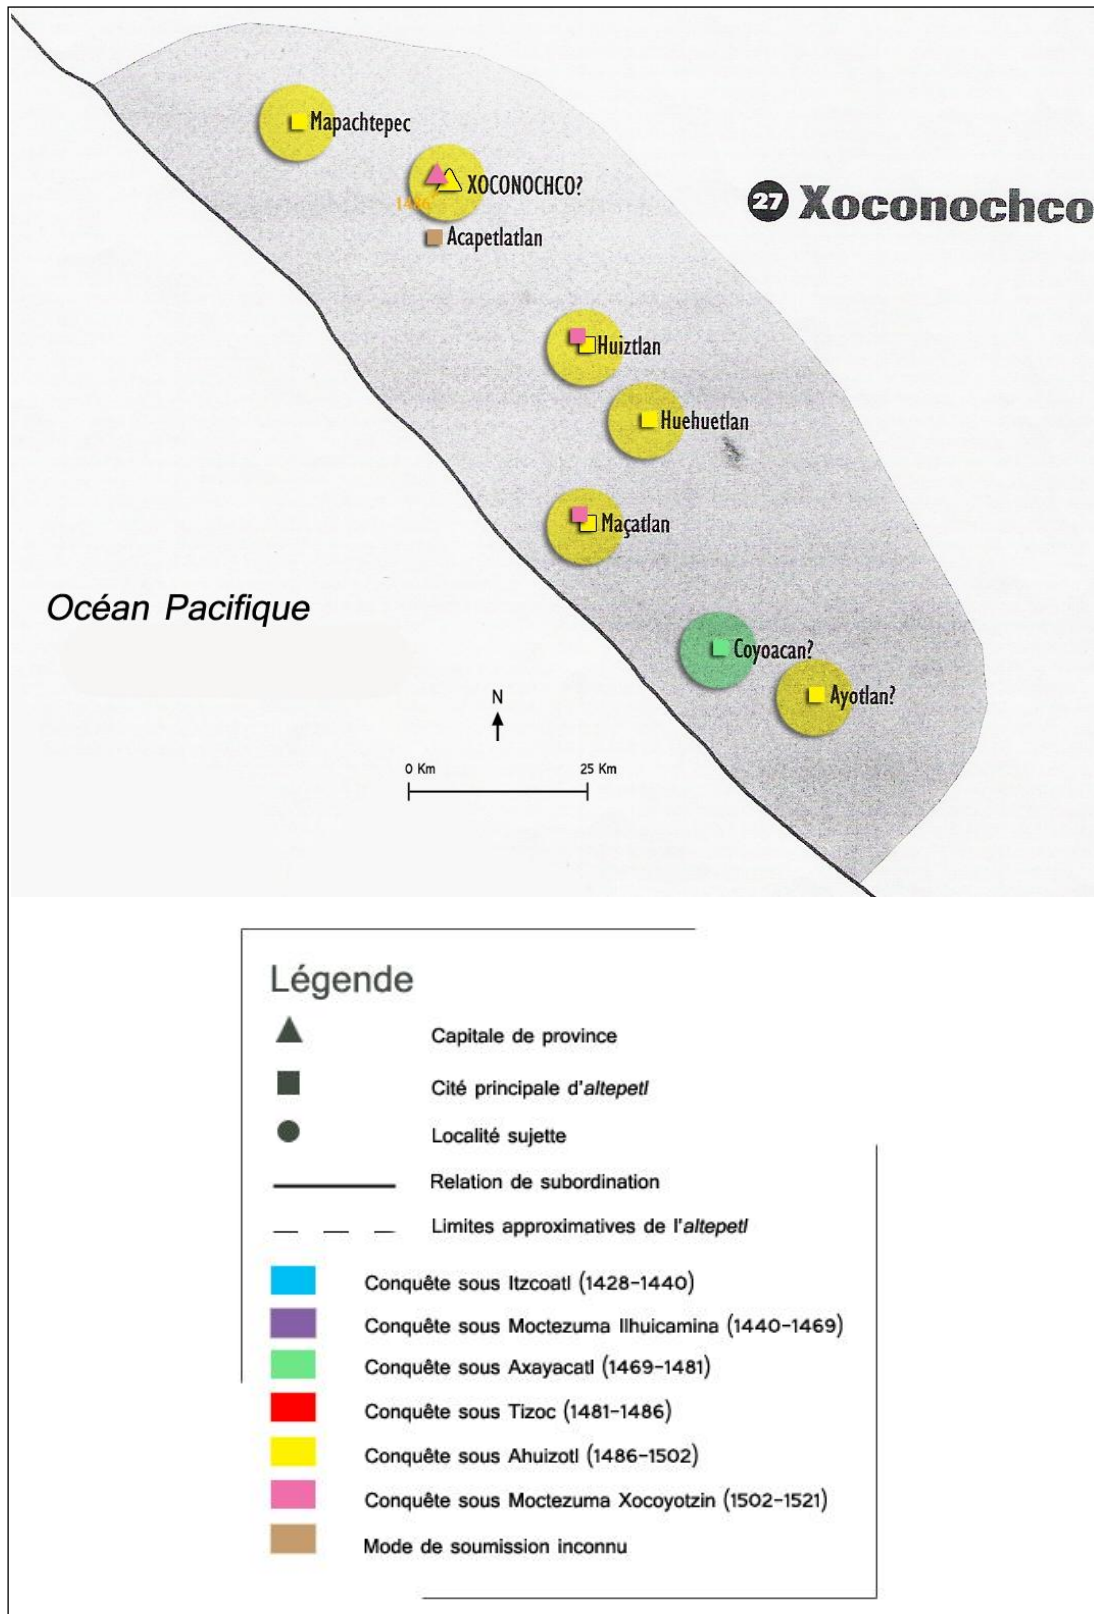 Mapachtepec
XOCONOCHCO?
1486
27 Xoconochco
Acapetlatlan
Huiztlan
Huehuetlan
Maçatlan
Océan Pacifique
Coyoacan?
Ayotlan?
N
0 Km 25 Km
Légende
Capitale de province
Cité principale d'altepetl
Localité sujette
Relation de subordination
Limites approximatives de l'altepetl
Conquête sous Itzcoatl (1428-1440)
Conquête sous Moctezuma Ilhuicamina (1440-1469)
Conquête sous Axayacatl (1469-1481)
Conquête sous Tizoc (1481-1486)
Conquête sous Ahuizotl (1486-1502)
Conquête sous Moctezuma Xocoyotzin (1502-1521)
Mode de soumission inconnu